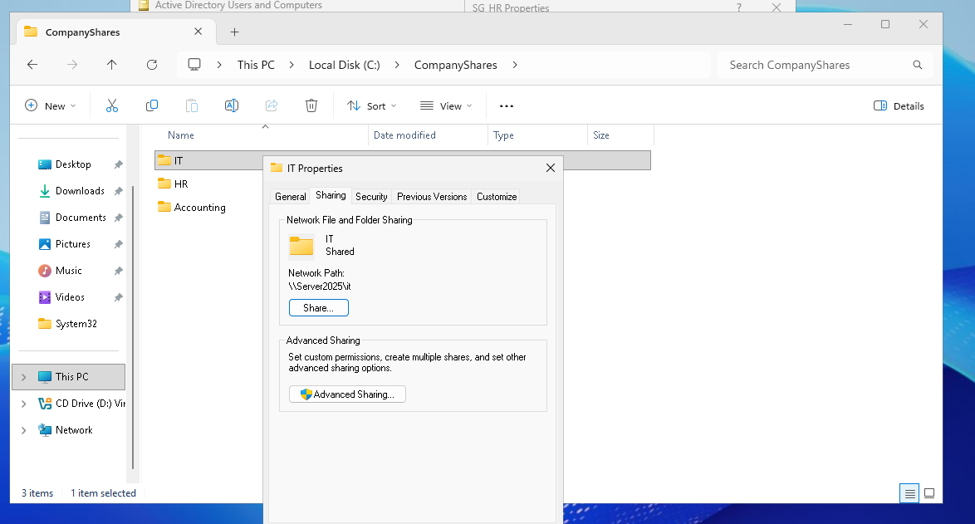 Active Directory Users and Computers
SG_HR Properties
?
CompanyShares
This PC > Local Disk (C:) > CompanyShares >
Search CompanyShares
New
Sort
View
Details
Name
Date modified
Type
Size
Desktop
Downloads
Documents
Pictures
Music
Videos
System32
This PC
CD Drive (D:) Vir
Network
IT
HR
Accounting
IT Properties
General
Sharing
Security
Previous Versions
Customize
Network File and Folder Sharing
IT
Shared
Network Path:
\\Server2025\it
Share...
Advanced Sharing
Set custom permissions, create multiple shares, and set other
advanced sharing options.
Advanced Sharing...
3 items
1 item selected